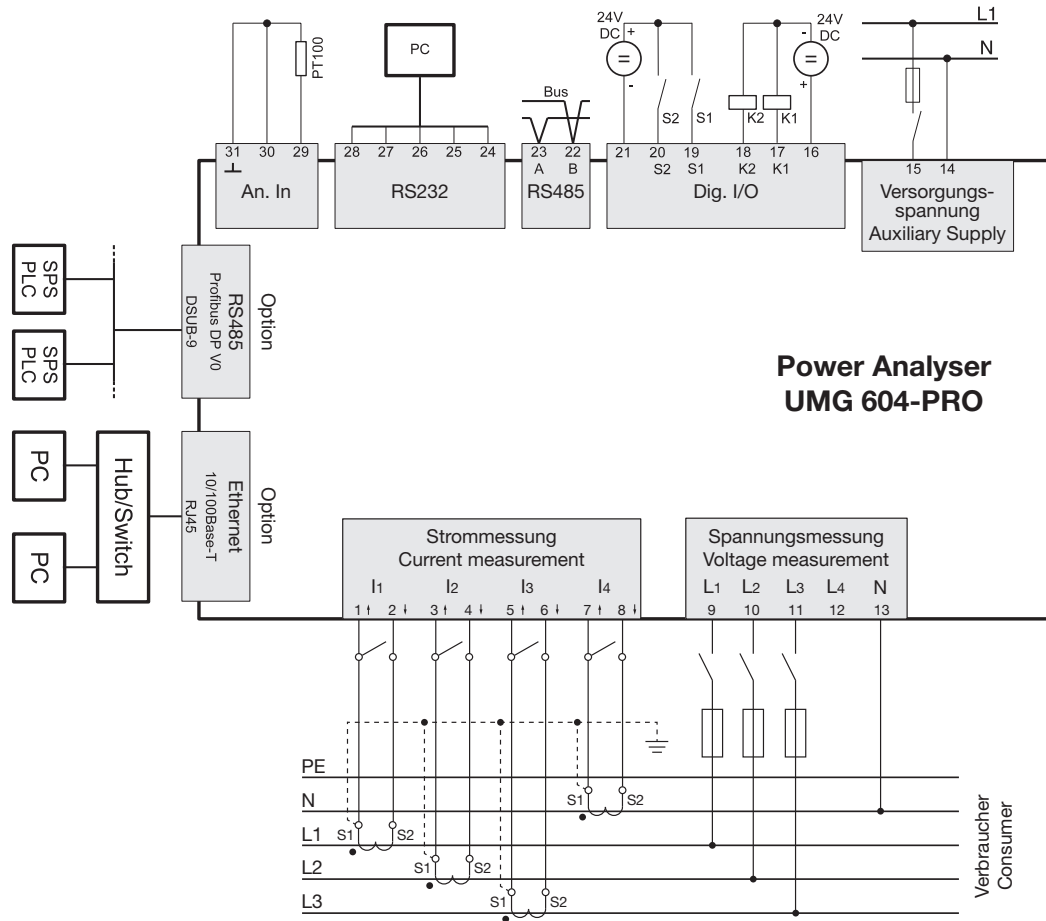 24V
DC
+
-
24V
DC
-
+
L1
N
PC
PT100
Bus
S2
S1
K2
K1
31 30 29
An. In
28 27 26 25 24
RS232
23 22
A B
RS485
21 20 19 18 17 16
S2 S1 K2 K1
Dig. I/O
15 14
Versorgungs-
spannung
Auxiliary Supply
SPS
PLC
SPS
PLC
RS485
Profibus DP V0
DSUB-9
Option
Power Analyser
UMG 604-PRO
PC
PC
Hub/Switch
Ethernet
10/100Base-T
RJ45
Option
Strommessung
Current measurement
I1 I2 I3 I4
1 2 3 4 5 6 7 8
Spannungsmessung
Voltage measurement
L1 L2 L3 L4 N
9 10 11 12 13
PE
N
L1
L2
L3
S1 S2
S1 S2
S1 S2
S1 S2
Verbraucher
Consumer